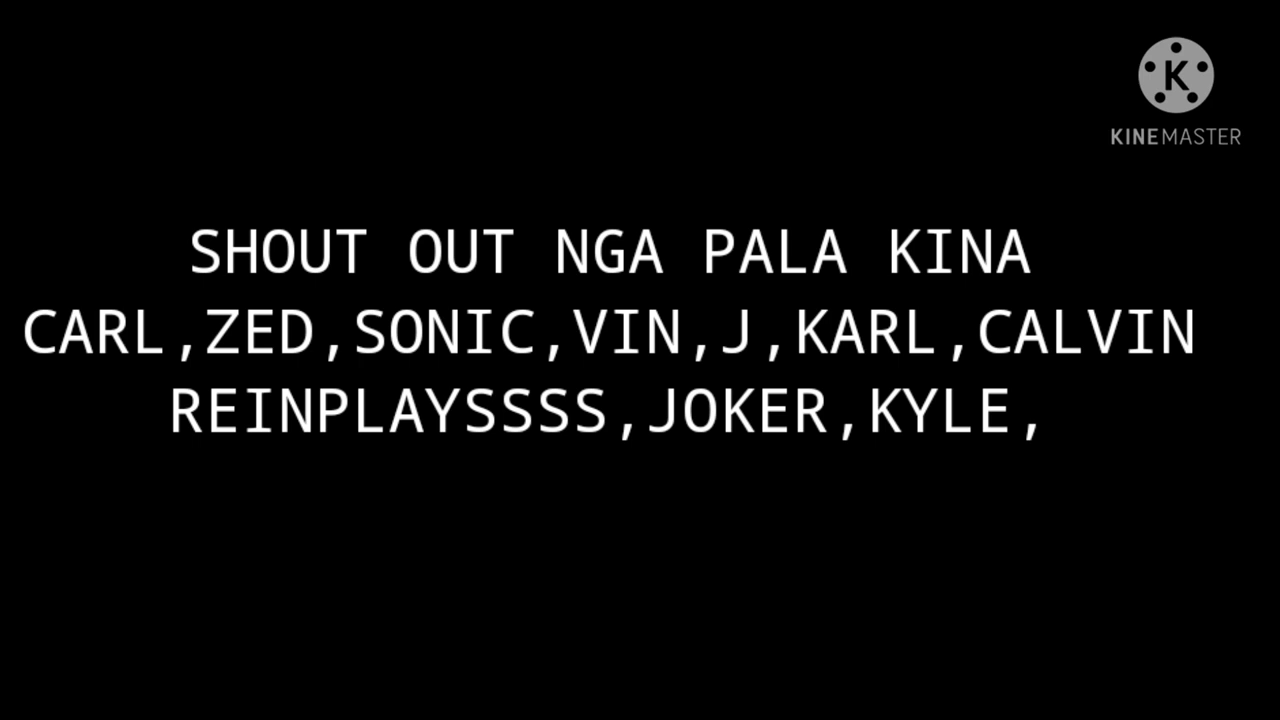 K
KINEMASTER
SHOUT OUT NGA PALA KINA
CARL,ZED,SONIC,VIN,J,KARL,CALVIN
REINPLAYSSSS,JOKER,KYLE,